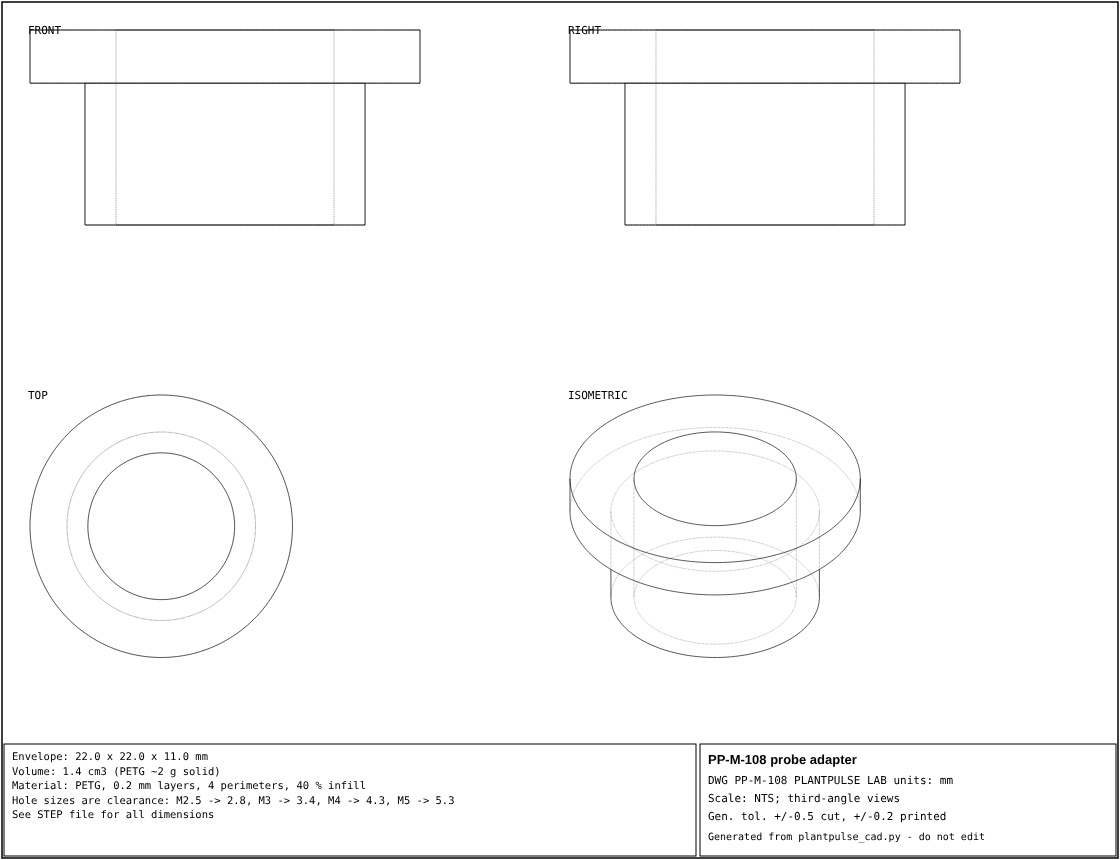 FRONT
RIGHT
TOP
ISOMETRIC
Envelope: 22.0 x 22.0 x 11.0 mm
Volume: 1.4 cm3 (PETG ~2 g solid)
Material: PETG, 0.2 mm layers, 4 perimeters, 40 % infill
Hole sizes are clearance: M2.5 -> 2.8, M3 -> 3.4, M4 -> 4.3, M5 -> 5.3
See STEP file for all dimensions
PP-M-108 probe adapter
DWG PP-M-108 PLANTPULSE LAB units: mm
Scale: NTS; third-angle views
Gen. tol. +/-0.5 cut, +/-0.2 printed
Generated from plantpulse_cad.py - do not edit